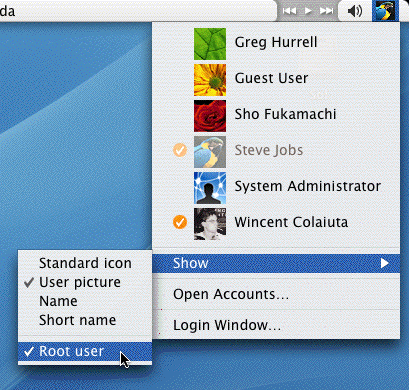 da
Greg Hurrell
Guest User
Sho Fukamachi
Steve Jobs
System Administrator
Wincent Colaiuta
Show
Open Accounts...
Login Window...
Standard icon
User picture
Name
Short name
Root user